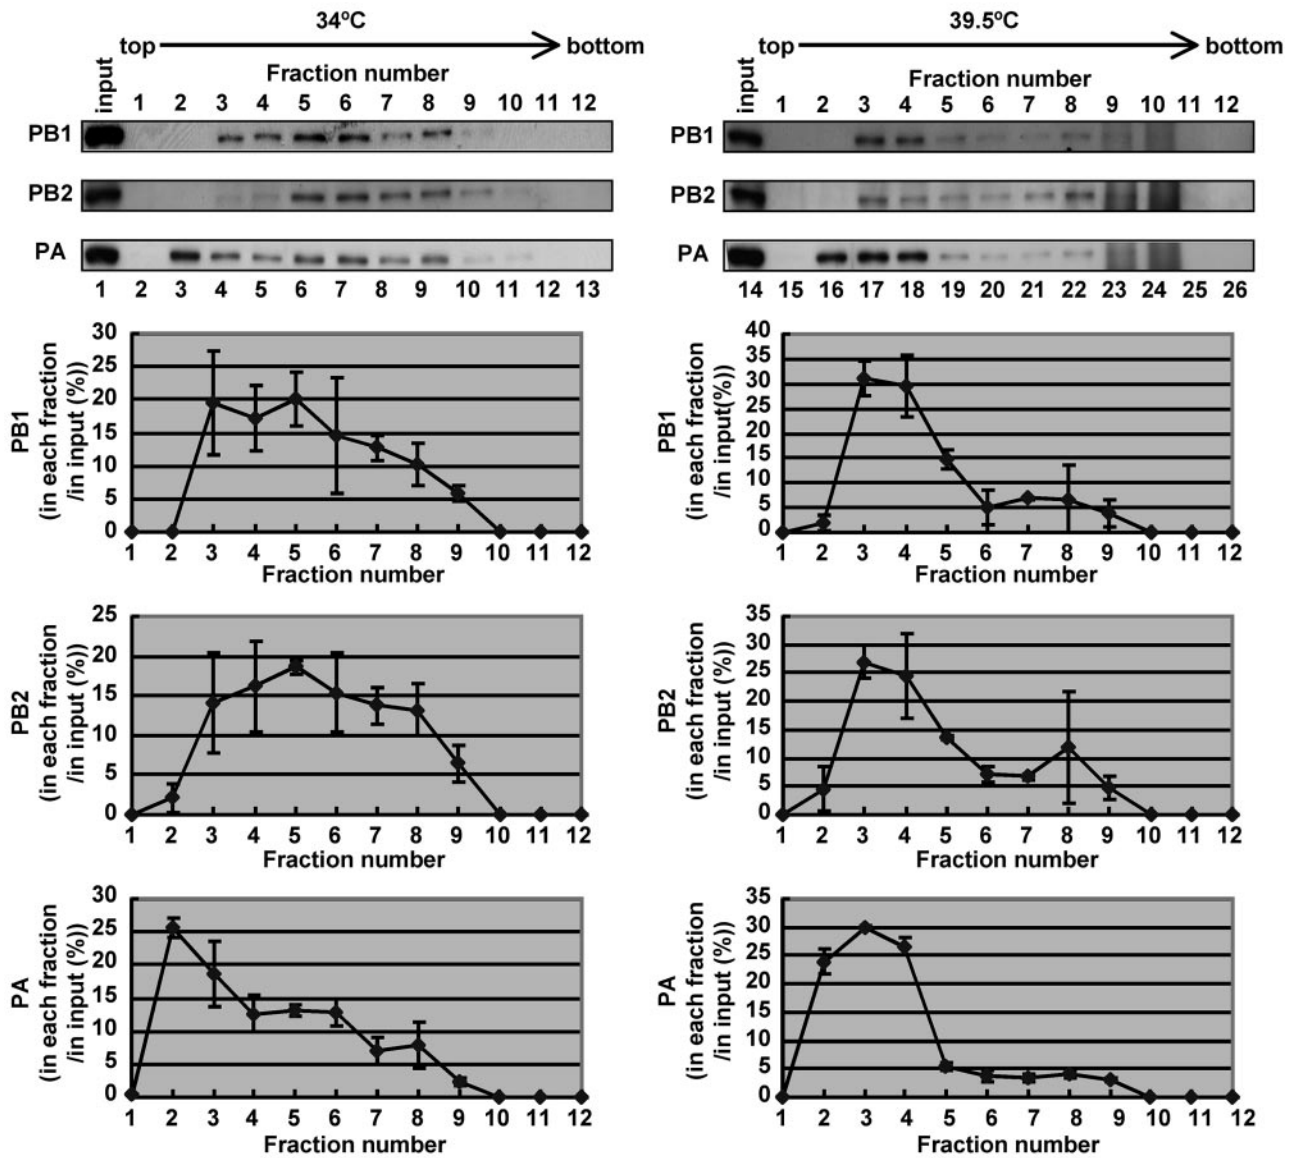 34ºC
top bottom
Fraction number
input 1 2 3 4 5 6 7 8 9 10 11 12
PB1
PB2
PA
1 2 3 4 5 6 7 8 9 10 11 12 13
39.5ºC
top bottom
Fraction number
input 1 2 3 4 5 6 7 8 9 10 11 12
PB1
PB2
PA
14 15 16 17 18 19 20 21 22 23 24 25 26
PB1
(in each fraction
/in input (%))
30
25
20
15
10
5
0
1 2 3 4 5 6 7 8 9 10 11 12
Fraction number
PB1
(in each fraction
/in input(%))
40
35
30
25
20
15
10
5
0
1 2 3 4 5 6 7 8 9 10 11 12
Fraction number
PB2
(in each fraction
/in input (%))
25
20
15
10
5
0
1 2 3 4 5 6 7 8 9 10 11 12
Fraction number
PB2
(in each fraction
/in input (%))
35
30
25
20
15
10
5
0
1 2 3 4 5 6 7 8 9 10 11 12
Fraction number
PA
(in each fraction
/in input (%))
30
25
20
15
10
5
0
1 2 3 4 5 6 7 8 9 10 11 12
Fraction number
PA
(in each fraction
/in input (%))
35
30
25
20
15
10
5
0
1 2 3 4 5 6 7 8 9 10 11 12
Fraction number